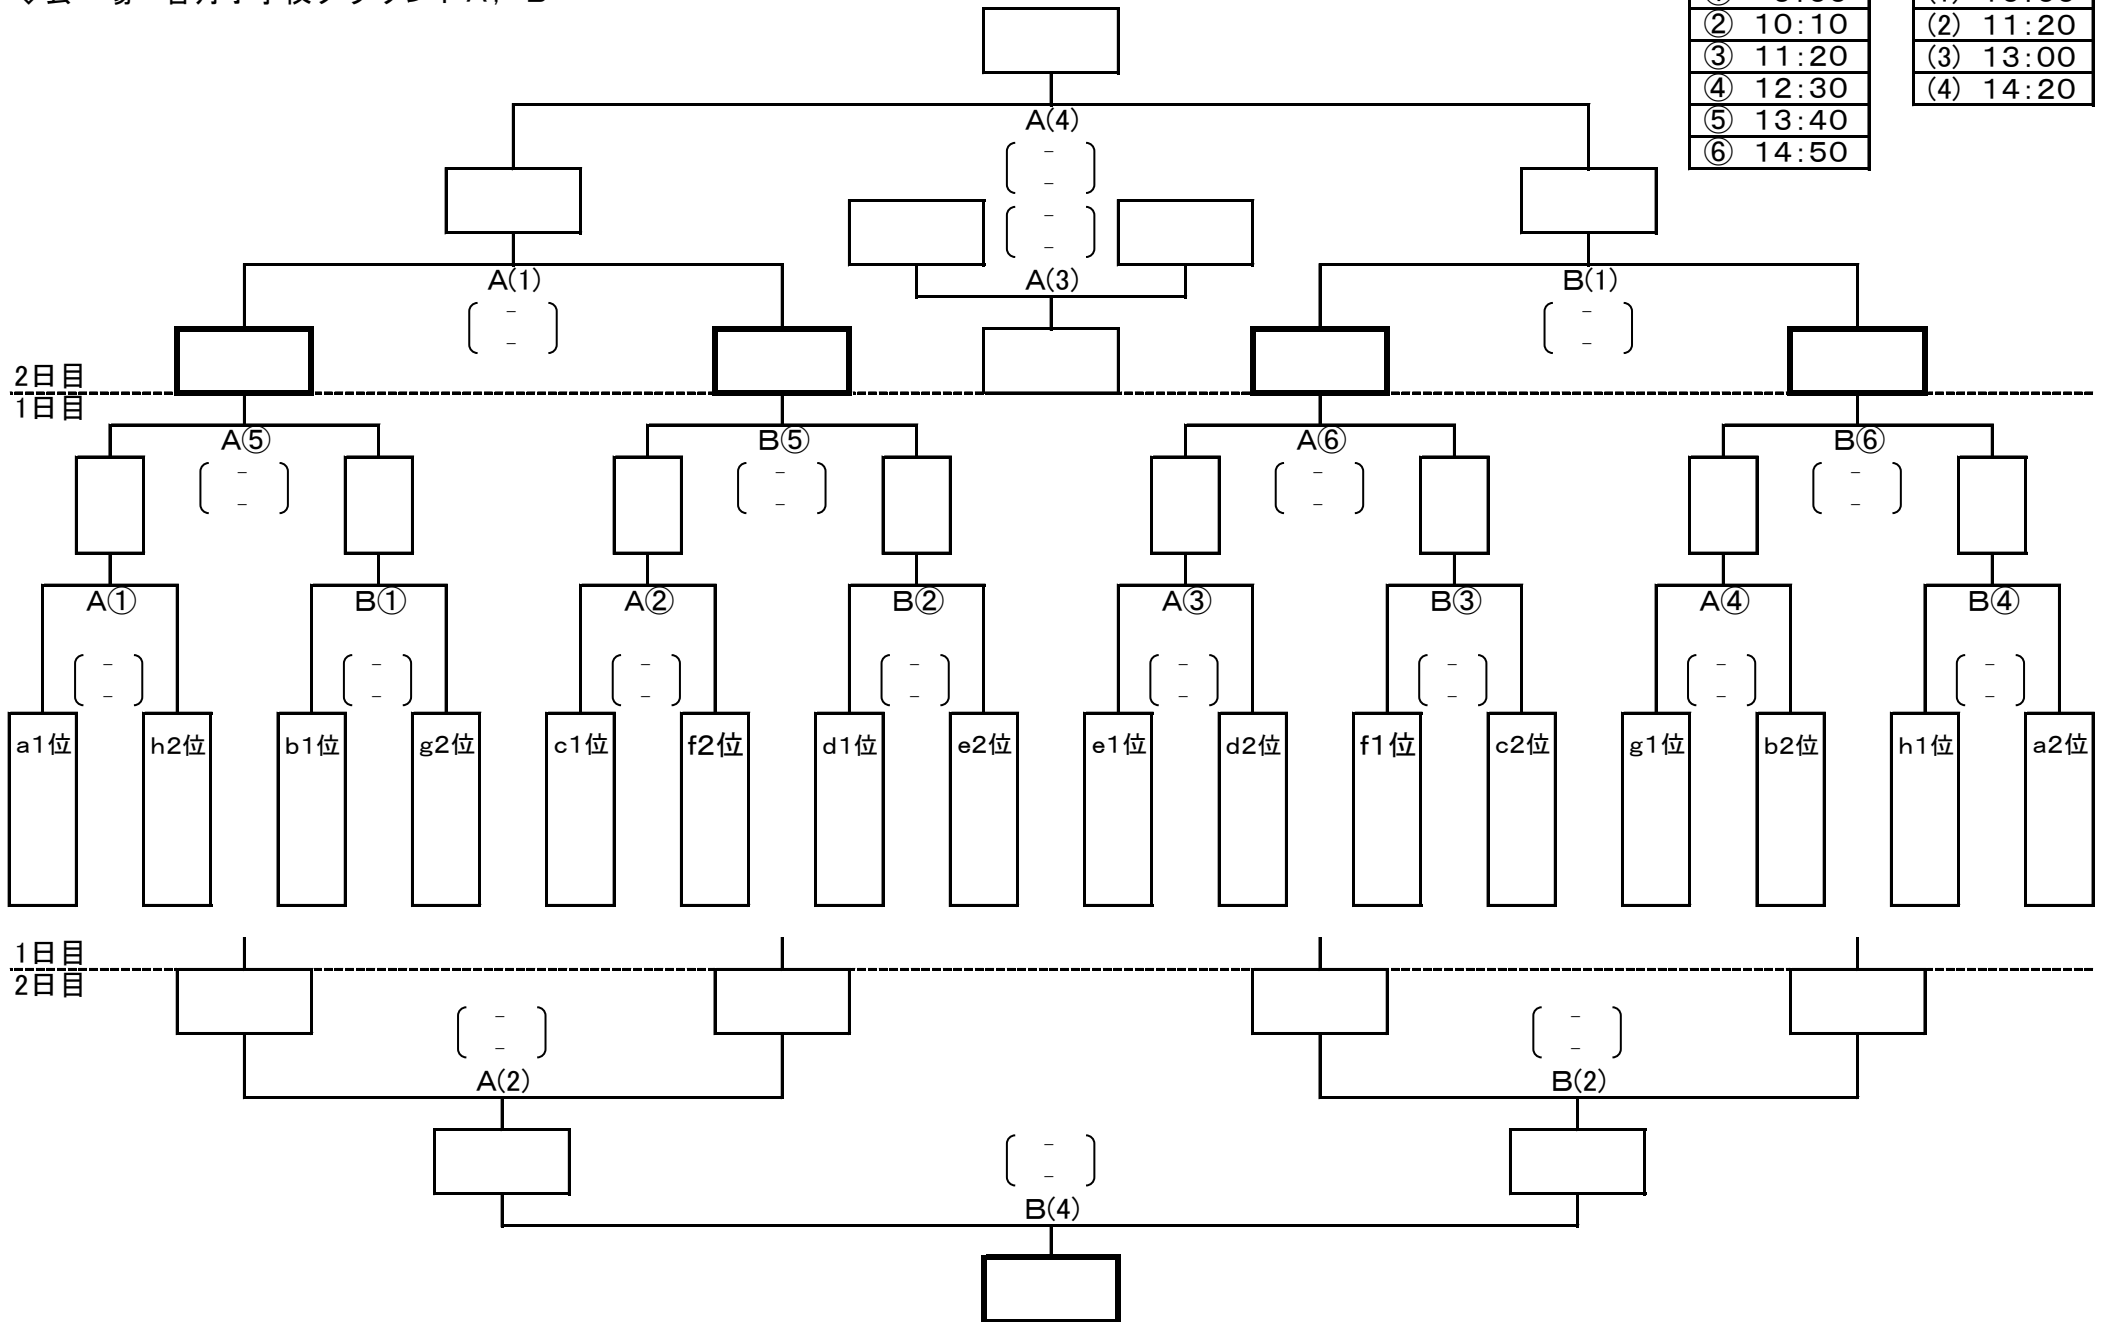 ② 10:10
(2) 11:20
③ 11:20
(3) 13:00
④ 12:30
(4) 14:20
⑤ 13:40
⑥ 14:50
A(4)
-
-
-
-
A(1)
A(3)
B(1)
-
-
-
-
2日目
1日目
A⑤ B⑤ A⑥ B⑥
- - - -
- - - -
A① B① A② B② A③ B③ A④ B④
- - - - - - - -
- - - - - - - -
a1位 h2位 b1位 g2位 c1位 f2位 d1位 e2位 e1位 d2位 f1位 c2位 g1位 b2位 h1位 a2位
1日目
2日目
- -
- -
A(2) B(2)
-
-
B(4)